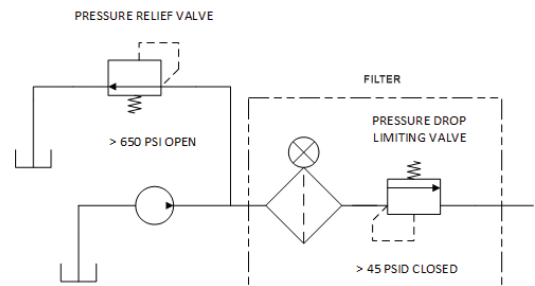 PRESSURE RELIEF VALVE
> 650 PSI OPEN
FILTER
PRESSURE DROP
LIMITING VALVE
> 45 PSID CLOSED